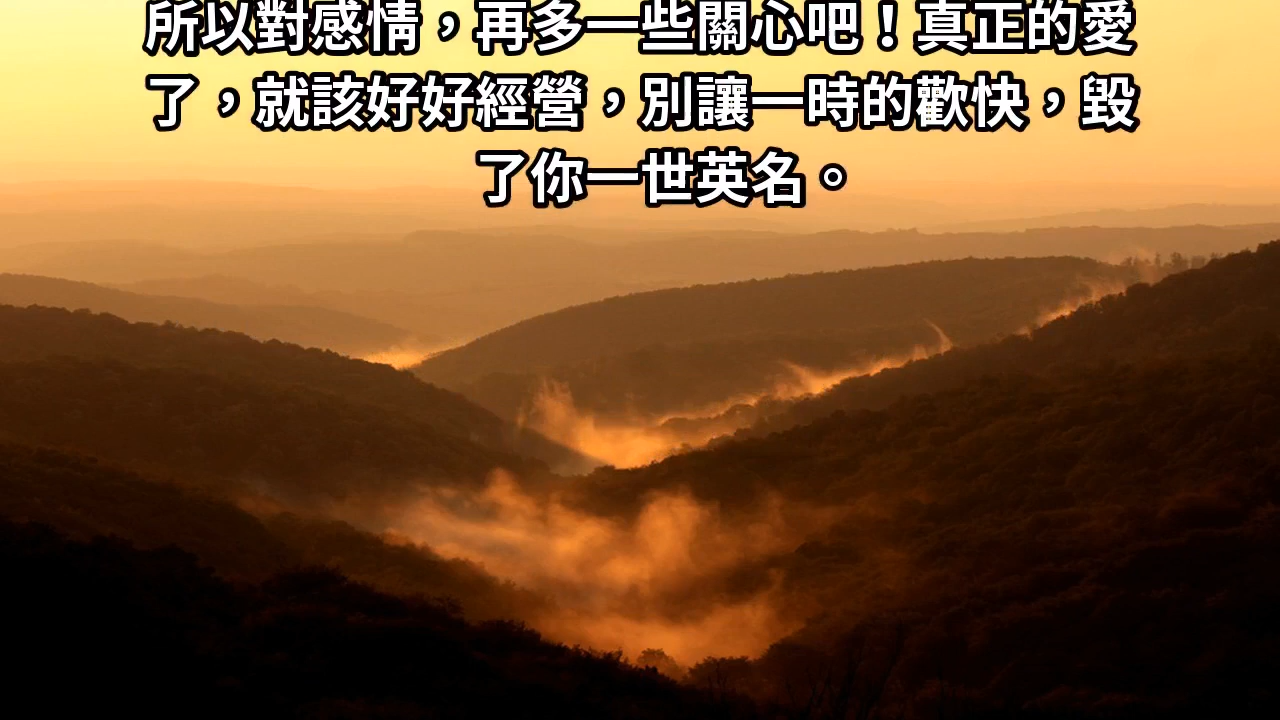 所以對感情，再多一些關心吧！真正的愛
了，就該好好經營，別讓一時的歡快，毀
了你一世英名。